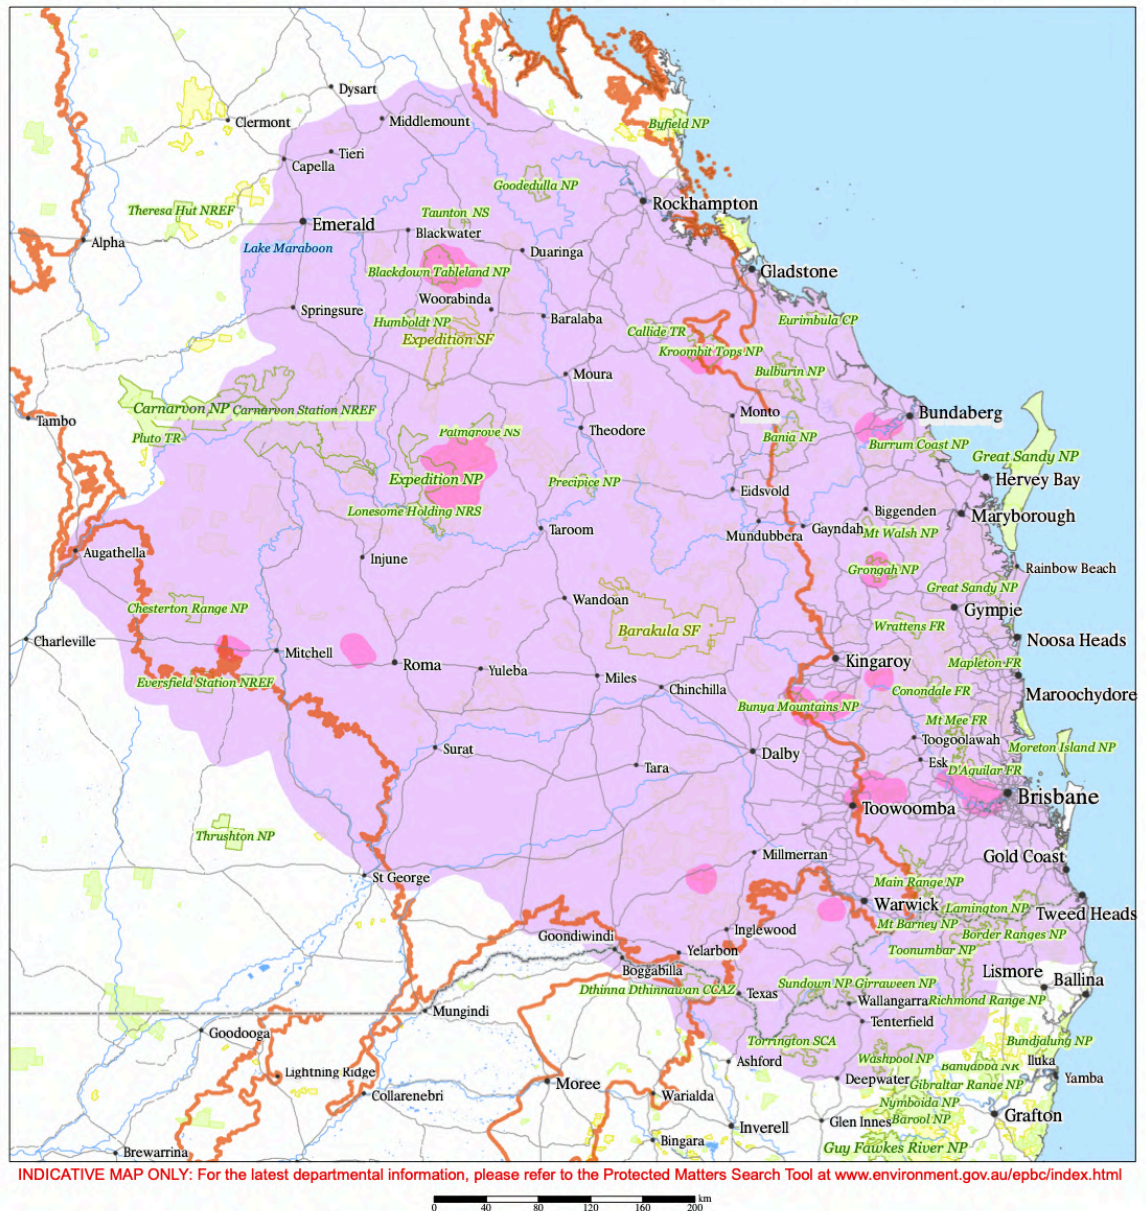 Dysart
Clermont
Middlemount
Byfield NP
Tieri
Capella
Goodedulla NP
Theresa Hut NREF
Taunton NS
Rockhampton
Emerald
Blackwater
Alpha
Lake Maraboon
Duaringa
Blackdown Tableland NP
Gladstone
Woorabinda
Springsure
Humboldt NP
Baralaba
Eurimbula CP
Callide TR
Expedition SF
Kroombit Tops NP
Moura
Bulburin NP
Carnarvon NP
Carnarvon Station NREF
Monto
Bundaberg
Tambo
Pluto TR
Palmgrove NS
Theodore
Bania NP
Burrum Coast NP
Great Sandy NP
Expedition NP
Precipice NP
Hervey Bay
Eidsvold
Lonesome Holding NRS
Biggenden
Maryborough
Taroom
Mundubbera
Gayndah
Mt Walsh NP
Augathella
Injune
Grongah NP
Rainbow Beach
Great Sandy NP
Chesterton Range NP
Wandoan
Gympie
Barakula SF
Wrattens FR
Charleville
Noosa Heads
Mitchell
Roma
Kingaroy
Mapleton FR
Yuleba
Miles
Eversfield Station NREF
Chinchilla
Conondale FR
Maroochydore
Bunya Mountains NP
Mt Mee FR
Toogoolawah
Surat
Moreton Island NP
Dalby
Tara
Esk
D'Aguilar FR
Brisbane
Toowoomba
Thrushton NP
Millmerran
Gold Coast
St George
Main Range NP
Warwick
Lamington NP
Tweed Heads
Mt Barney NP
Inglewood
Goondiwindi
Border Ranges NP
Yelarbon
Toonumbar NP
Boggabilla
Lismore
Ballina
Dthinna Dthinnawan CCAZ
Sundown NP
Girraween NP
Texas
Wallangarra
Richmond Range NP
Mungindi
Tenterfield
Goodooga
Torrington SCA
Bundjalung NP
Ashford
Washpool NP
Banyabba NR
Iluka
Lightning Ridge
Deepwater
Gibraltar Range NP
Yamba
Moree
Collarenebri
Warialda
Nymboida NP
Glen Innes
Barool NP
Grafton
Inverell
Bingara
Guy Fawkes River NP
Brewarrina
INDICATIVE MAP ONLY: For the latest departmental information, please refer to the Protected Matters Search Tool at www.environment.gov.au/epbc/index.html
km
0 40 80 120 160 200